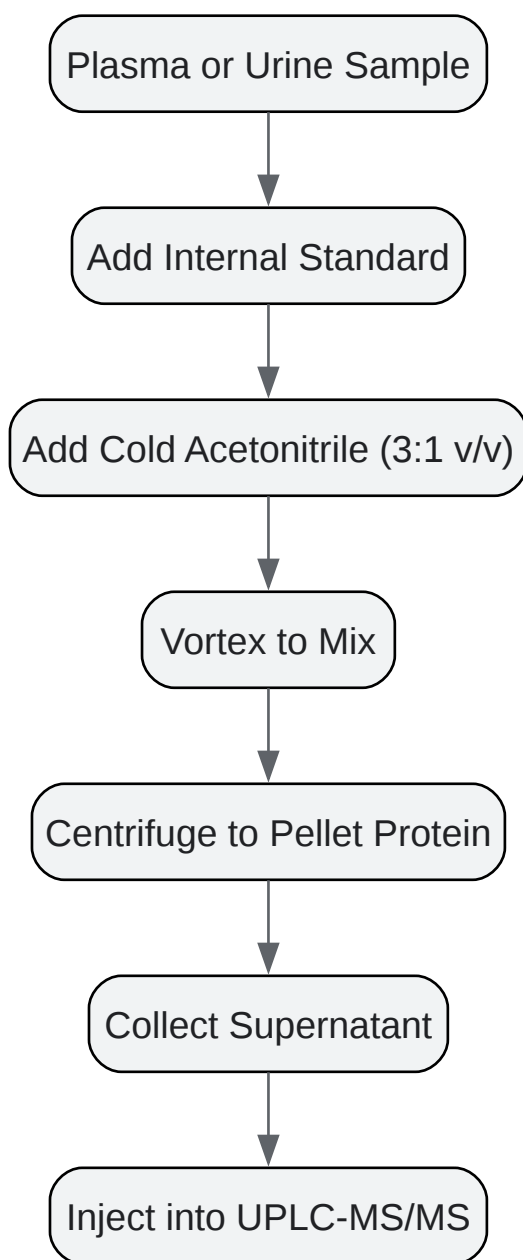 Plasma or Urine Sample
Add Internal Standard
Add Cold Acetonitrile (3:1 v/v)
Vortex to Mix
Centrifuge to Pellet Protein
Collect Supernatant
Inject into UPLC-MS/MS